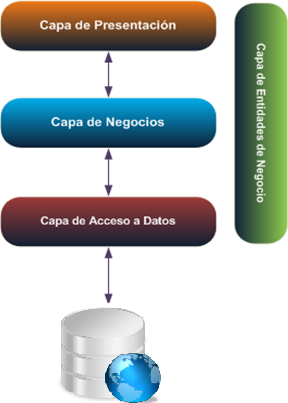 Capa de Presentación
Capa de Negocios
Capa de Acceso a Datos
Capa de Entidades de Negocio